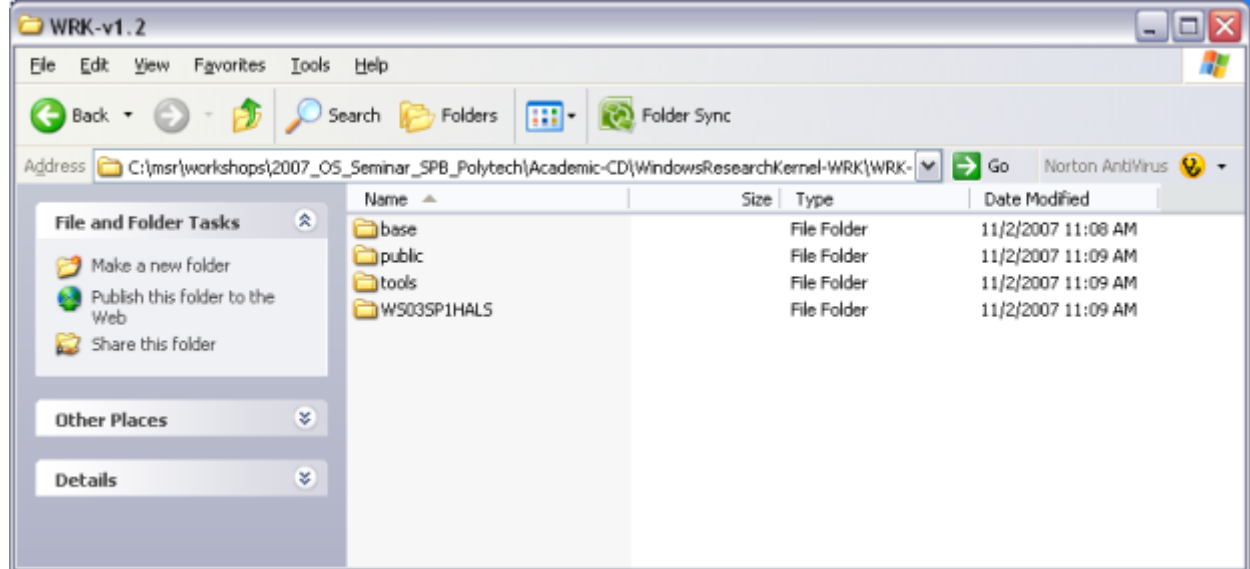 WRK-v1.2
File Edit View Favorites Tools Help
Back Search Folders Folder Sync
Address C:\msr\workshops\2007_OS_Seminar_SPB_Polytech\Academic-CD\WindowsResearchKernel-WRK\WRK- Go Norton AntiVirus
Name Size Type Date Modified
File and Folder Tasks
Make a new folder
Publish this folder to the
Web
Share this folder
Other Places
Details
base File Folder 11/2/2007 11:08 AM
public File Folder 11/2/2007 11:09 AM
tools File Folder 11/2/2007 11:09 AM
WS03SP1HALS File Folder 11/2/2007 11:09 AM